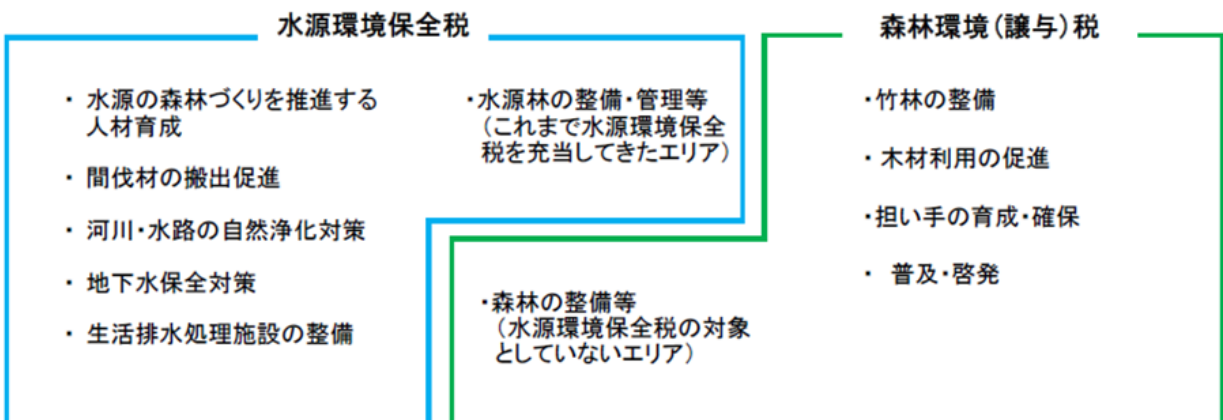 水源環境保全税
・ 水源の森林づくりを推進する
人材育成
・ 間伐材の搬出促進
・ 河川・水路の自然浄化対策
・ 地下水保全対策
・ 生活排水処理施設の整備
・水源林の整備・管理等
（これまで水源環境保全
税を充当してきたエリア）
・森林の整備等
（水源環境保全税の対象
としていないエリア）
森林環境（譲与）税
・竹林の整備
・ 木材利用の促進
・担い手の育成・確保
・ 普及・啓発